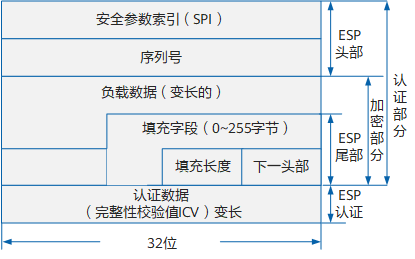 安全参数索引（SPI）
ESP
头部
序列号
认证部分
负载数据（变长的）
加密部分
填充字段（0~255字节）
ESP
尾部
填充长度
下一头部
认证数据
（完整性校验值ICV）变长
ESP
认证
32位